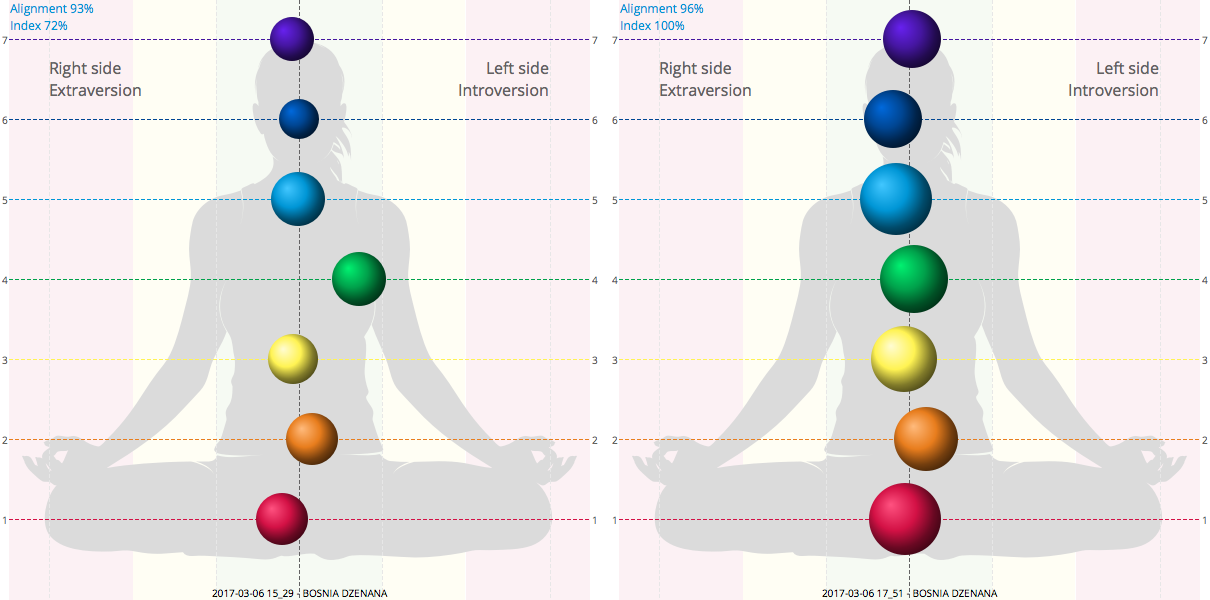 Alignment 93%
Index 72%
7 7
Right side
Extraversion
Left side
Introversion
6 6
5 5
4 4
3 3
2 2
1 1
2017-03-06 15_29 - BOSNIA DZENANA
Alignment 96%
Index 100%
7 7
Right side
Extraversion
Left side
Introversion
6 6
5 5
4 4
3 3
2 2
1 1
2017-03-06 17_51 - BOSNIA DZENANA